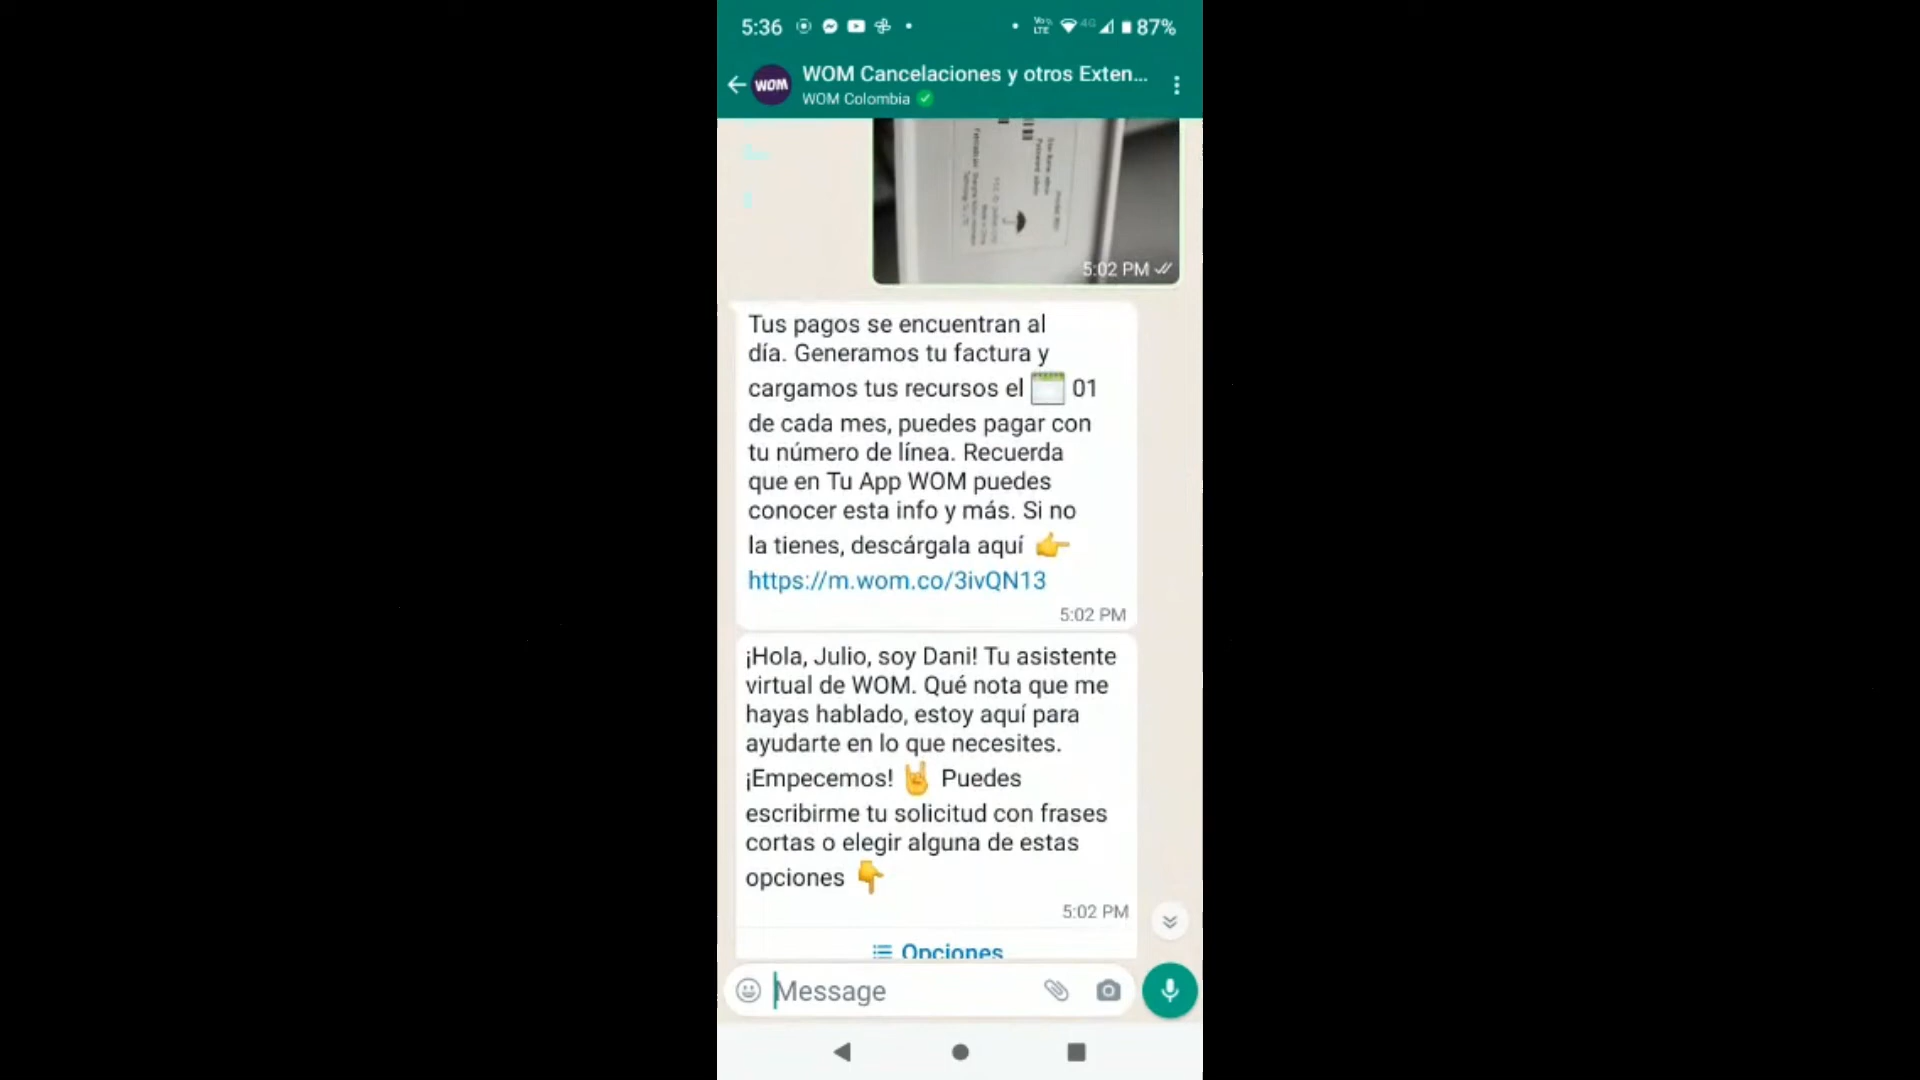 5:36
Vo LTE 4G 87%
WOM
WOM Cancelaciones y otros Exten...
WOM Colombia
5:02 PM
Tus pagos se encuentran al
día. Generamos tu factura y
cargamos tus recursos el 01
de cada mes, puedes pagar con
tu número de línea. Recuerda
que en Tu App WOM puedes
conocer esta info y más. Si no
la tienes, descárgala aquí
https://m.wom.co/3ivQN13
5:02 PM
¡Hola, Julio, soy Dani! Tu asistente
virtual de WOM. Qué nota que me
hayas hablado, estoy aquí para
ayudarte en lo que necesites.
¡Empecemos! Puedes
escribirme tu solicitud con frases
cortas o elegir alguna de estas
opciones
5:02 PM
Opciones
Message